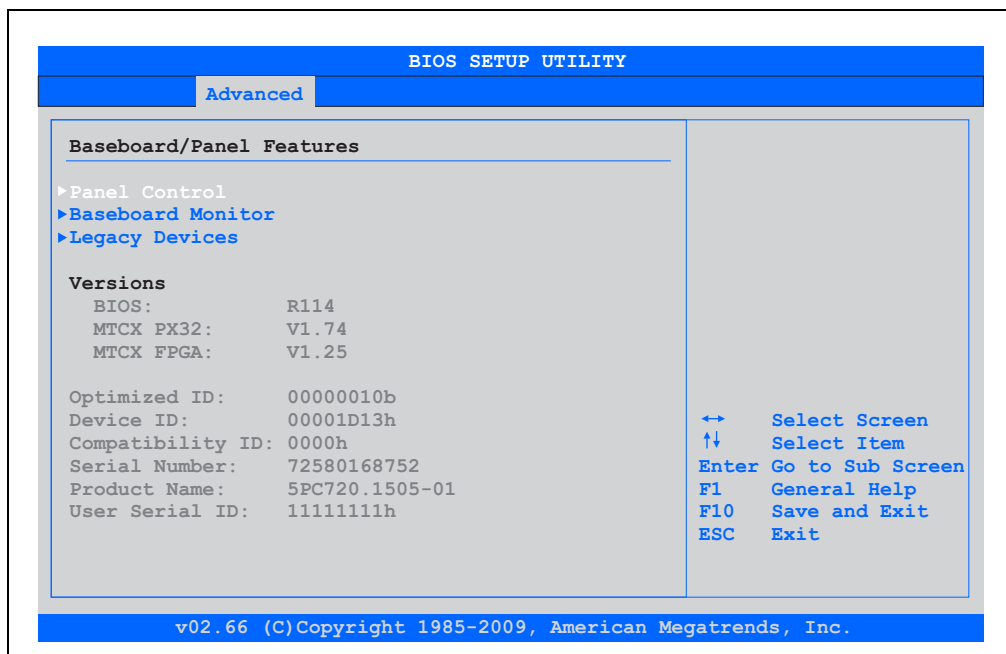 BIOS SETUP UTILITY
Advanced
Baseboard/Panel Features
▶Panel Control
▶Baseboard Monitor
▶Legacy Devices
Versions
BIOS: R114
MTCX PX32: V1.74
MTCX FPGA: V1.25
Optimized ID: 00000010b
Device ID: 00001D13h
Compatibility ID: 0000h
Serial Number: 72580168752
Product Name: 5PC720.1505-01
User Serial ID: 11111111h
↔ Select Screen
↑↓ Select Item
Enter Go to Sub Screen
F1 General Help
F10 Save and Exit
ESC Exit
v02.66 (C)Copyright 1985-2009, American Megatrends, Inc.